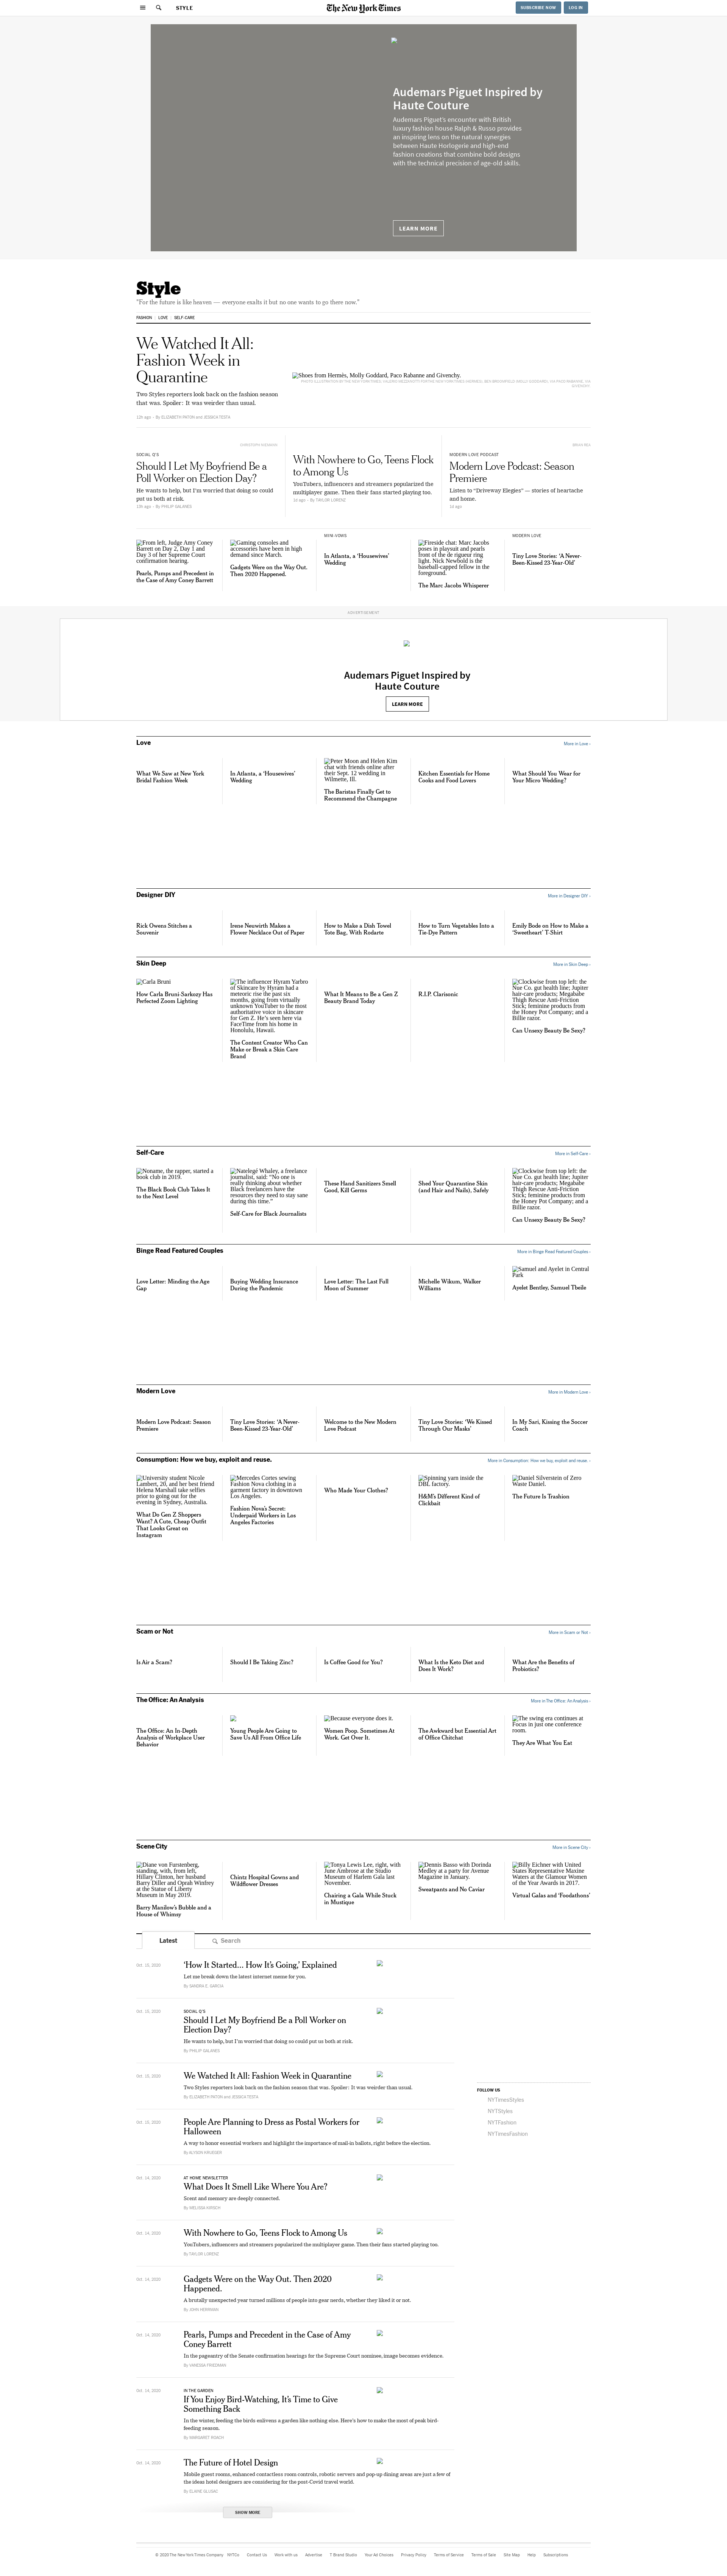 STYLE
The New York Times
SUBSCRIBE NOW
LOG IN
Audemars Piguet Inspired by
Haute Couture
Audemars Piguet's encounter with British
luxury fashion house Ralph & Russo provides
an inspiring lens on the natural synergies
between Haute Horlogerie and high-end
fashion creations that combine bold designs
with the technical precision of age-old skills.
LEARN MORE
Style
"For the future is like heaven — everyone exalts it but no one wants to go there now."
FASHION LOVE SELF-CARE
We Watched It All:
Fashion Week in
Quarantine
Two Styles reporters look back on the fashion season
that was. Spoiler: It was weirder than usual.
12h ago · By ELIZABETH PATON and JESSICA TESTA
Shoes from Hermès, Molly Goddard, Paco Rabanne and Givenchy.
SOCIAL Q'S
Should I Let My Boyfriend Be a
Poll Worker on Election Day?
He wants to help, but I'm worried that doing so could
put us both at risk.
12h ago · By PHILIP GALANES
With Nowhere to Go, Teens Flock
to Among Us
YouTubers, influencers and streamers popularized the
multiplayer game. Then their fans started playing too.
1d ago · By TAYLOR LORENZ
BRIAN REA
MODERN LOVE PODCAST
Modern Love Podcast: Season
Premiere
Listens to "Driveway Elegies" — stories of heartache
and more.
1d ago
From left, Judge Amy Coney
Barrett on Day 2, Day 1 and
Day 3 of her Supreme Court
confirmation hearing.
Pearls, Pumps and Precedent in
the Case of Amy Coney Barrett
Gaming consoles and
accessories have been in high
demand since March.
Gadgets Were on the Way Out.
Then 2020 Happened.
MINI-VOWS
In Atlanta, a 'Housewives'
Wedding
Fireside chat: Marc Jacobs
poses in playsuit and pearls
front of the de rigueur ring
light. Nick Newbold is the
baseball-capped fellow in the
foreground.
The Marc Jacobs Whisperer
MODERN LOVE
Tiny Love Stories: 'A Never-
Been-Kissed 23-Year-Old'
ADVERTISEMENT
Audemars Piguet Inspired by
Haute Couture
LEARN MORE
Love
More in Love ›
What We Saw at New York
Bridal Fashion Week
In Atlanta, a 'Housewives'
Wedding
Peter Moon and Helen Kim
chat with friends online after
their Sept. 12 wedding in
Wilmette, Ill.
The Baristas Finally Get to
Recommend the Champagne
Kitchen Essentials for Home
Cooks and Food Lovers
What Should You Wear for
Your Micro Wedding?
Designer DIY
More in Designer DIY ›
Rick Owens Stitches a
Souvenir
Irene Neuwirth Makes a
Flower Necklace Out of Paper
How to Make a Dish Towel
Tote Bag, With Rodarte
How to Turn Vegetables Into a
Tie-Dye Pattern
Emily Bode on How to Make a
'Sweetheart' T-Shirt
Skin Deep
More in Skin Deep ›
Carla Bruni
How Carla Bruni-Sarkozy Has
Perfected Zoom Lighting
The influencer Hyram Yarbro
of Skincare by Hyram had a
meteoric rise the past six
months, going from virtually
unknown YouTuber to the most
authoritative voice in skincare
for Gen Z. He's seen here via
FaceTime from his home in
Honolulu, Hawaii.
The Content Creator Who Can
Make or Break a Skin Care
Brand
What It Means to Be a Gen Z
Beauty Brand Today
R.I.P. Clarisonic
Clockwise from top left: the
Nue Co. gut health line; Jupiter
hair-care products; Megababe
Thigh Rescue Anti-Friction
Stick; feminine products from
the Honey Pot Company; and a
Billie razor.
Can Unsexy Beauty Be Sexy?
Self-Care
More in Self-Care ›
Noname, the rapper, started a
book club in 2019.
The Black Book Club Takes It
to the Next Level
Natelegé Whaley, a freelance
journalist, said: "No one is
really thinking about whether
Black freelancers have the
resources they need to stay sane
during this time."
Self-Care for Black Journalists
These Hand Sanitizers Smell
Good, Kill Germs
Shed Your Quarantine Skin
(and Hair and Nails), Safely
Clockwise from top left: the
Nue Co. gut health line; Jupiter
hair-care products; Megababe
Thigh Rescue Anti-Friction
Stick; feminine products from
the Honey Pot Company; and a
Billie razor.
Can Unsexy Beauty Be Sexy?
Binge Read Featured Couples
More in Binge Read Featured Couples ›
Love Letter: Minding the Age
Gap
Buying Wedding Insurance
During the Pandemic
Love Letter: The Last Full
Moon of Summer
Michelle Wikum, Walker
Williams
Samuel and Ayelet in Central
Park
Ayelet Bentley, Samuel Tbeile
Modern Love
More in Modern Love ›
Modern Love Podcast: Season
Premiere
Tiny Love Stories: 'A Never-
Been-Kissed 23-Year-Old'
Welcome to the New Modern
Love Podcast
Tiny Love Stories: 'We Kissed
Through Our Masks'
In My Sari, Kissing the Soccer
Coach
Consumption: How we buy, exploit and reuse.
More in Consumption: How we buy, exploit and reuse. ›
University student Nicole
Lambert, 20, and her best friend
Helena Marshall take selfies
prior to going out for the
evening in Sydney, Australia.
What Do Gen Z Shoppers
Want? A Cute, Cheap Outfit
That Looks Great on
Instagram
Mercedes Cortes sewing
Fashion Nova clothing in a
garment factory in downtown
Los Angeles.
Fashion Nova's Secret:
Underpaid Workers in Los
Angeles Factories
Who Made Your Clothes?
Spinning yarn inside the
DBL factory.
H&M's Different Kind of
Clickbait
Daniel Silverstein of Zero
Waste Daniel.
The Future Is Trashion
Scam or Not
More in Scam or Not ›
Is Air a Scam?
Should I Be Taking Zinc?
Is Coffee Good for You?
What Is the Keto Diet and
Does It Work?
What Are the Benefits of
Probiotics?
The Office: An Analysis
More in The Office: An Analysis ›
The Office: An In-Depth
Analysis of Workplace User
Behavior
Young People Are Going to
Save Us All From Office Life
Because everyone does it.
Women Poop. Sometimes At
Work. Get Over It.
The Awkward but Essential Art
of Office Chitchat
The swing era continues at
Focus in just one conference
room.
They Are What You Eat
Scene City
More in Scene City ›
Diane von Furstenberg,
standing, with, from left,
Hillary Clinton, her husband
Barry Diller and Oprah Winfrey
at the Statue of Liberty
Museum in May 2019.
Barry Manilow's Bubble and a
House of Whimsy
Chintz Hospital Gowns and
Wildflower Dresses
Tonya Lewis Lee, right, with
June Ambrose at the Studio
Museum of Harlem Gala last
November.
Chairing a Gala While Stuck
in Mustique
Dennis Basso with Dorinda
Medley at a party for Avenue
Magazine in January.
Sweatpants and No Caviar
Billy Eichner with United
States Representative Maxine
Waters at the Glamour Women
of the Year Awards in 2017.
Virtual Galas and 'Foodathons'
Latest
Search
Oct. 15, 2020
'How It Started... How It's Going,' Explained
Let me break down the latest internet meme for you.
By SANDRA E. GARCIA
Oct. 15, 2020
SOCIAL Q'S
Should I Let My Boyfriend Be a Poll Worker on
Election Day?
He wants to help, but I'm worried that doing so could put us both at risk.
By PHILIP GALANES
Oct. 15, 2020
We Watched It All: Fashion Week in Quarantine
Two Styles reporters look back on the fashion season that was. Spoiler: It was weirder than usual.
By ELIZABETH PATON and JESSICA TESTA
Oct. 15, 2020
People Are Planning to Dress as Postal Workers for
Halloween
A way to honor essential workers and highlight the importance of mail-in ballots, right before the election.
By ALYSON KRUEGER
Oct. 14, 2020
AT HOME NEWSLETTER
What Does It Smell Like Where You Are?
Scent and memory are deeply connected.
By MELISSA KIRSCH
Oct. 14, 2020
With Nowhere to Go, Teens Flock to Among Us
YouTubers, influencers and streamers popularized the multiplayer game. Then their fans started playing too.
By TAYLOR LORENZ
Oct. 14, 2020
Gadgets Were on the Way Out. Then 2020
Happened.
A brutally unexpected year turned millions of people into gear nerds, whether they liked it or not.
By JOHN HERRMAN
Oct. 14, 2020
Pearls, Pumps and Precedent in the Case of Amy
Coney Barrett
In the pageantry of the Senate confirmation hearings for the Supreme Court nominee, image becomes evidence.
By VANESSA FRIEDMAN
Oct. 14, 2020
IN THE GARDEN
If You Enjoy Bird-Watching, It's Time to Give
Something Back
In the winter, feeding the birds enlivens a garden like nothing else. Here's how to make the most of peak bird-
feeding season.
By MARGARET ROACH
Oct. 14, 2020
The Future of Hotel Design
Mobile guest rooms, enhanced contactless room controls, robotic servers and pop-up dining areas are just a few of
the ideas hotel designers are considering for the post-Covid travel world.
By ELAINE GLUSAC
SHOW MORE
FOLLOW US
NYTimesStyles
NYTStyles
NYTFashion
NYTimesFashion
© 2020 The New York Times Company NYTCo Contact Us Work with us Advertise T Brand Studio Your Ad Choices Privacy Policy Terms of Service Terms of Sale Site Map Help Subscriptions